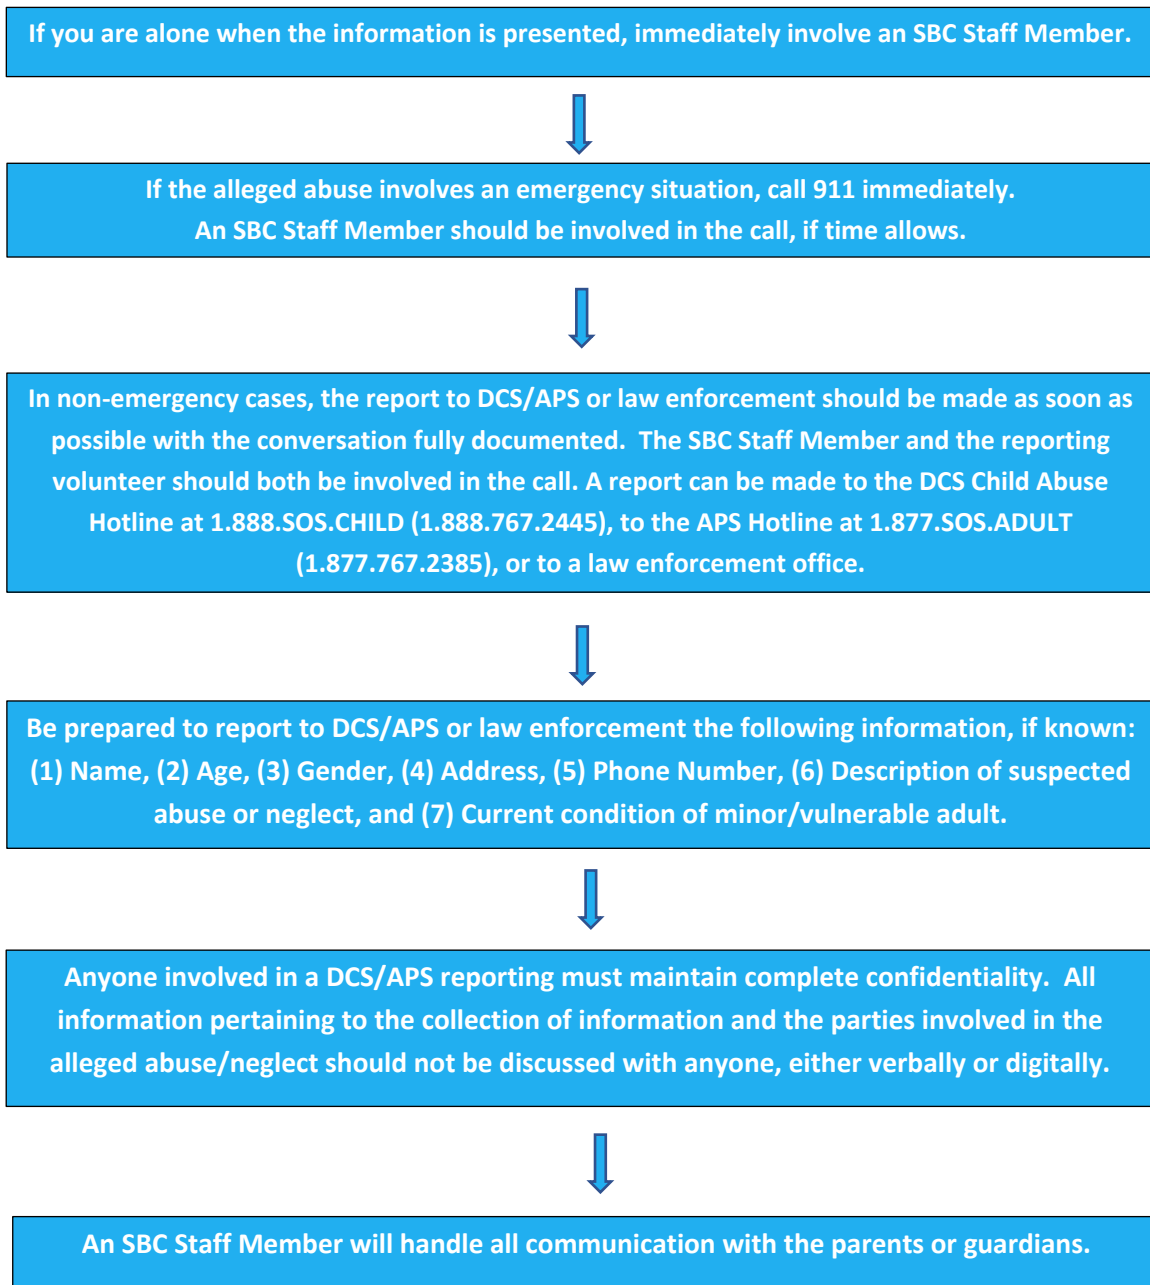 If you are alone when the information is presented, immediately involve an SBC Staff Member.
If the alleged abuse involves an emergency situation, call 911 immediately.
An SBC Staff Member should be involved in the call, if time allows.
In non-emergency cases, the report to DCS/APS or law enforcement should be made as soon as
possible with the conversation fully documented.  The SBC Staff Member and the reporting
volunteer should both be involved in the call. A report can be made to the DCS Child Abuse
Hotline at 1.888.SOS.CHILD (1.888.767.2445), to the APS Hotline at 1.877.SOS.ADULT
(1.877.767.2385), or to a law enforcement office.
Be prepared to report to DCS/APS or law enforcement the following information, if known:
(1) Name, (2) Age, (3) Gender, (4) Address, (5) Phone Number, (6) Description of suspected
abuse or neglect, and (7) Current condition of minor/vulnerable adult.
Anyone involved in a DCS/APS reporting must maintain complete confidentiality.  All
information pertaining to the collection of information and the parties involved in the
alleged abuse/neglect should not be discussed with anyone, either verbally or digitally.
An SBC Staff Member will handle all communication with the parents or guardians.